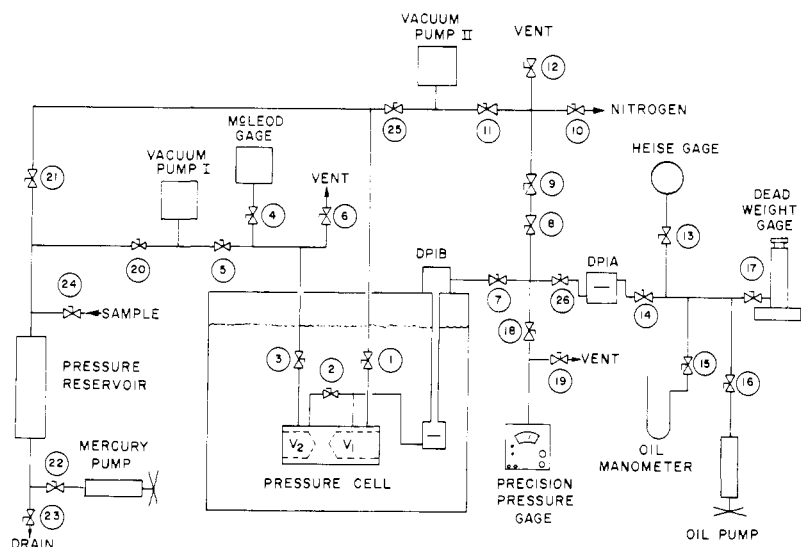 VACUUM
PUMP II
VENT
12
McLEOD
GAGE
25
11
10
NITROGEN
VACUUM
PUMP I
VENT
HEISE GAGE
DEAD
WEIGHT
GAGE
21
4
6
9
8
13
20
5
DPIB
DPIA
17
24
SAMPLE
7
26
14
18
PRESSURE
RESERVOIR
3
2
1
VENT
19
15
16
MERCURY
PUMP
V2
V1
22
PRESSURE CELL
PRECISION
PRESSURE
GAGE
OIL
MANOMETER
23
DRAIN
OIL PUMP